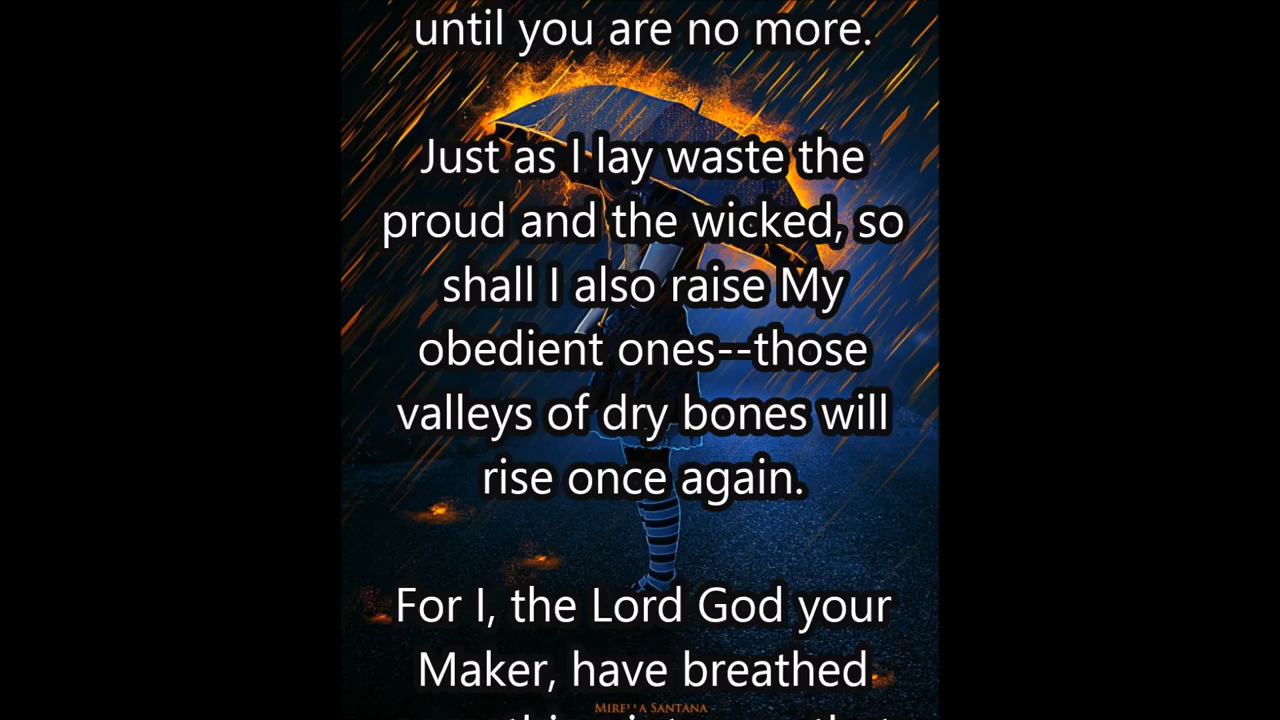 until you are no more.
Just as I lay waste the
proud and the wicked, so
shall I also raise My
obedient ones--those
valleys of dry bones will
rise once again.
For I, the Lord God your
Maker, have breathed
Mirella Santana